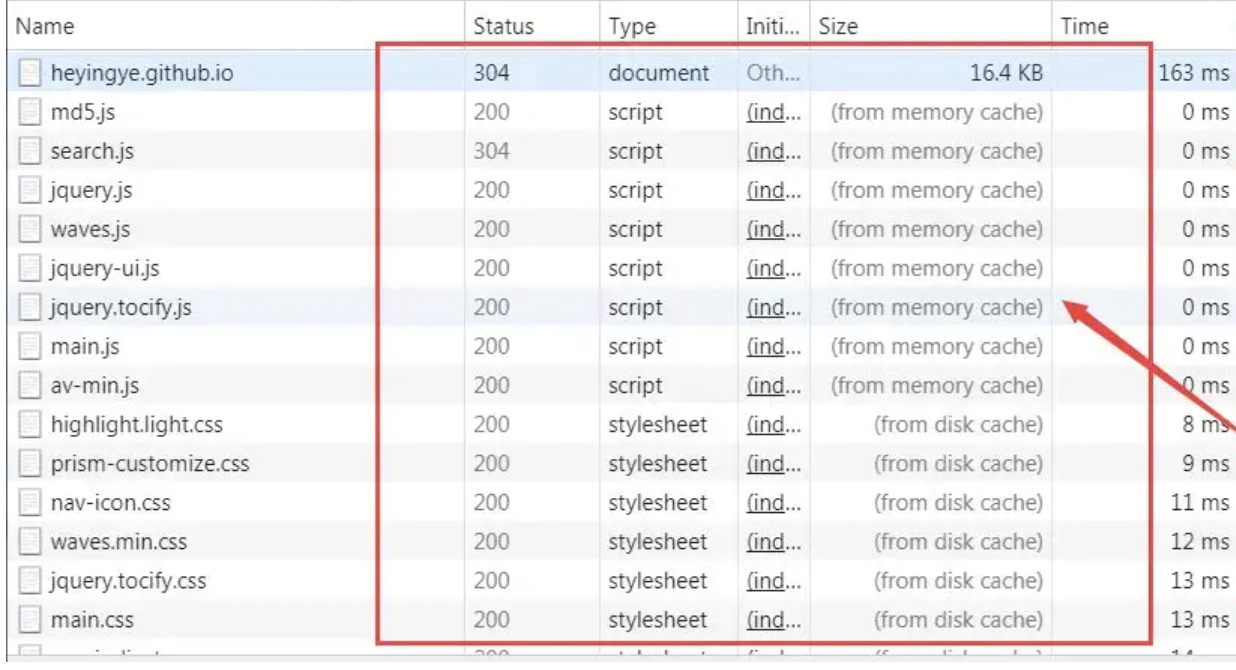 Name Status Type Initi... Size Time
heyingye.github.io 304 document Oth... 16.4 KB 163 ms
md5.js 200 script (ind... (from memory cache) 0 ms
search.js 304 script (ind... (from memory cache) 0 ms
jquery.js 200 script (ind... (from memory cache) 0 ms
waves.js 200 script (ind... (from memory cache) 0 ms
jquery-ui.js 200 script (ind... (from memory cache) 0 ms
jquery.tocify.js 200 script (ind... (from memory cache) 0 ms
main.js 200 script (ind... (from memory cache) 0 ms
av-min.js 200 script (ind... (from memory cache) 0 ms
highlight.light.css 200 stylesheet (ind... (from disk cache) 8 ms
prism-customize.css 200 stylesheet (ind... (from disk cache) 9 ms
nav-icon.css 200 stylesheet (ind... (from disk cache) 11 ms
waves.min.css 200 stylesheet (ind... (from disk cache) 12 ms
jquery.tocify.css 200 stylesheet (ind... (from disk cache) 13 ms
main.css 200 stylesheet (ind... (from disk cache) 13 ms